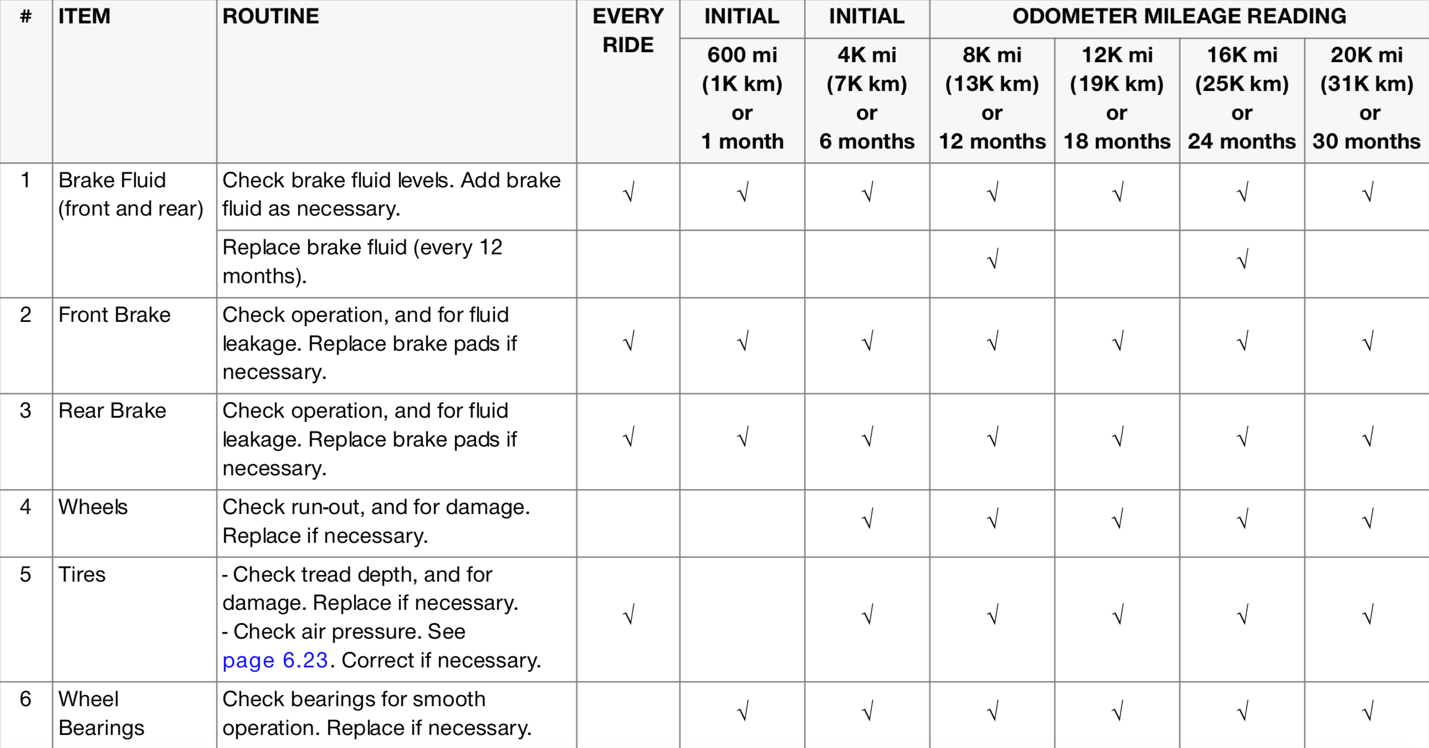 # ITEM ROUTINE EVERY RIDE INITIAL INITIAL ODOMETER MILEAGE READING
600 mi (1K km) or 1 month
4K mi (7K km) or 6 months
8K mi (13K km) or 12 months
12K mi (19K km) or 18 months
16K mi (25K km) or 24 months
20K mi (31K km) or 30 months
1 Brake Fluid (front and rear)
Check brake fluid levels. Add brake
fluid as necessary.
√ √ √ √ √ √ √
Replace brake fluid (every 12
months).
√ √
2 Front Brake
Check operation, and for fluid
leakage. Replace brake pads if
necessary.
√ √ √ √ √ √ √
3 Rear Brake
Check operation, and for fluid
leakage. Replace brake pads if
necessary.
√ √ √ √ √ √ √
4 Wheels
Check run-out, and for damage.
Replace if necessary.
√ √ √ √ √
5 Tires
- Check tread depth, and for
damage. Replace if necessary.
- Check air pressure. See
page 6.23. Correct if necessary.
√ √ √ √ √ √
6 Wheel Bearings
Check bearings for smooth
operation. Replace if necessary.
√ √ √ √ √ √